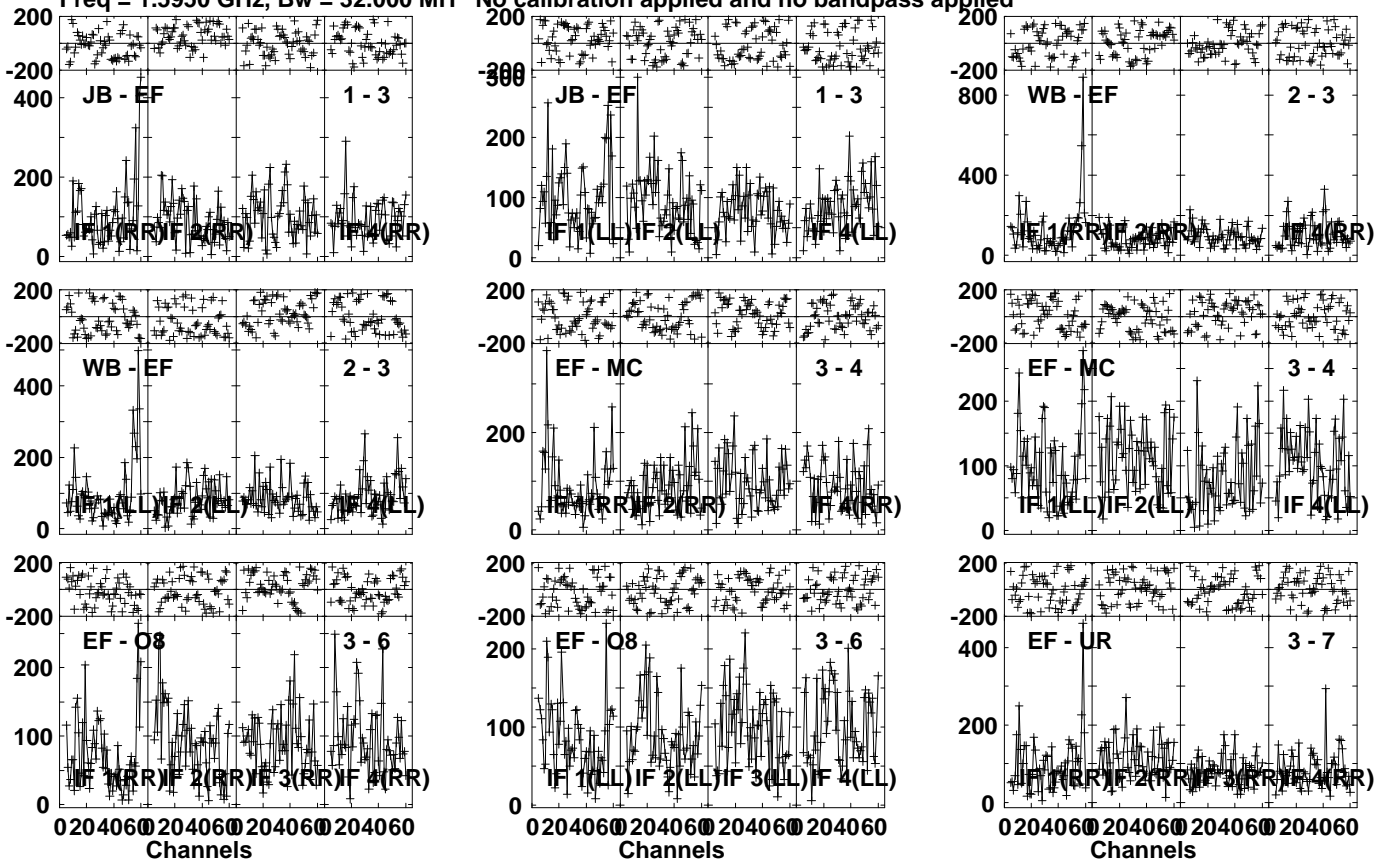 Freq = 1.5950 GHz, Bw = 32.000 MH No calibration applied and no bandpass applied
200
-200
400
200
0
JB - EF
1 - 3
IF 1(RR)
IF 2(RR)
IF 4(RR)
200
-200
300
200
100
0
JB - EF
1 - 3
IF 1(LL)
IF 2(LL)
IF 4(LL)
200
-200
800
400
0
WB - EF
2 - 3
IF 1(RR)
IF 2(RR)
IF 4(RR)
200
-200
400
200
0
WB - EF
2 - 3
IF 1(LL)
IF 2(LL)
IF 4(LL)
200
-200
200
0
EF - MC
3 - 4
IF 1(RR)
IF 2(RR)
IF 4(RR)
200
-200
200
100
0
EF - MC
3 - 4
IF 1(LL)
IF 2(LL)
IF 4(LL)
200
-200
200
100
0
EF - O8
3 - 6
IF 1(RR)
IF 2(RR)
IF 3(RR)
IF 4(RR)
0 20 40 60 0 20 40 60 0 20 40 60 0 20 40 60
Channels
200
-200
200
100
0
EF - O8
3 - 6
IF 1(LL)
IF 2(LL)
IF 3(LL)
IF 4(LL)
0 20 40 60 0 20 40 60 0 20 40 60 0 20 40 60
Channels
200
-200
400
200
0
EF - UR
3 - 7
IF 1(RR)
IF 2(RR)
IF 3(RR)
IF 4(RR)
0 20 40 60 0 20 40 60 0 20 40 60 0 20 40 60
Channels